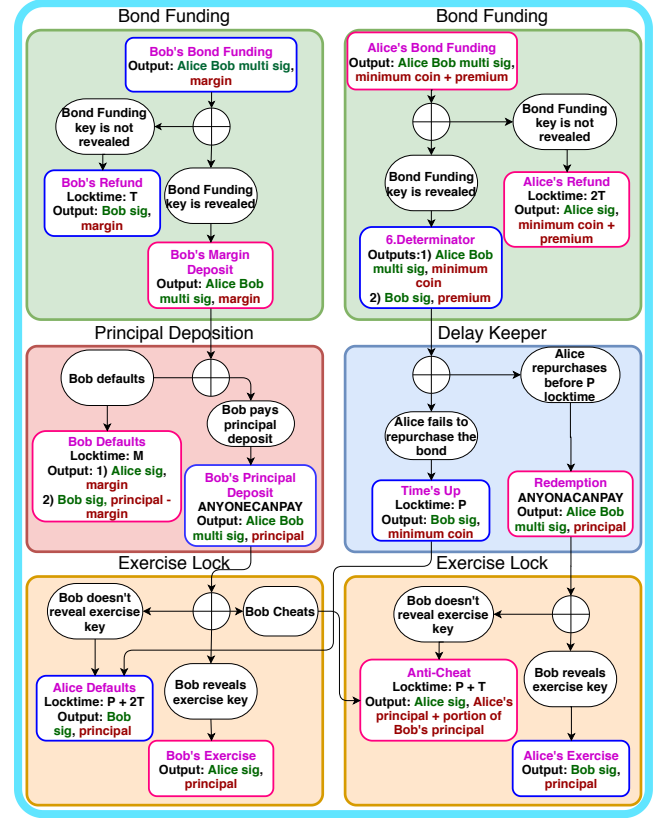 Bond Funding
Bob's Bond Funding
Output: Alice Bob multi sig,
margin
Bond Funding
key is not
revealed
Bob's Refund
Locktime: T
Output: Bob sig,
margin
Bond Funding
key is revealed
Bob's Margin
Deposit
Output: Alice Bob
multi sig, margin
Bond Funding
Alice's Bond Funding
Output: Alice Bob multi sig,
minimum coin + premium
Bond Funding
key is not
revealed
Bond Funding
key is revealed
Alice's Refund
Locktime: 2T
Output: Alice sig,
minimum coin +
premium
6.Determinator
Outputs:1) Alice Bob
multi sig, minimum
coin
2) Bob sig, premium
Principal Deposition
Bob defaults
Bob pays
principal
deposit
Bob Defaults
Locktime: M
Output: 1) Alice sig,
margin
2) Bob sig, principal -
margin
Bob's Principal
Deposit
ANYONECANPAY
Output: Alice Bob
multi sig, principal
Delay Keeper
Alice
repurchases
before P
locktime
Alice fails to
repurchase the
bond
Time's Up
Locktime: P
Output: Bob sig,
minimum coin
Redemption
ANYONACANPAY
Output: Alice Bob
multi sig, principal
Exercise Lock
Bob doesn't
reveal exercise
key
Bob Cheats
Alice Defaults
Locktime: P + 2T
Output: Bob
sig, principal
Bob reveals
exercise key
Bob's Exercise
Output: Alice sig,
principal
Exercise Lock
Bob doesn't
reveal exercise
key
Anti-Cheat
Locktime: P + T
Output: Alice sig, Alice's
principal + portion of
Bob's principal
Bob reveals
exercise key
Alice's Exercise
Output: Bob sig,
principal